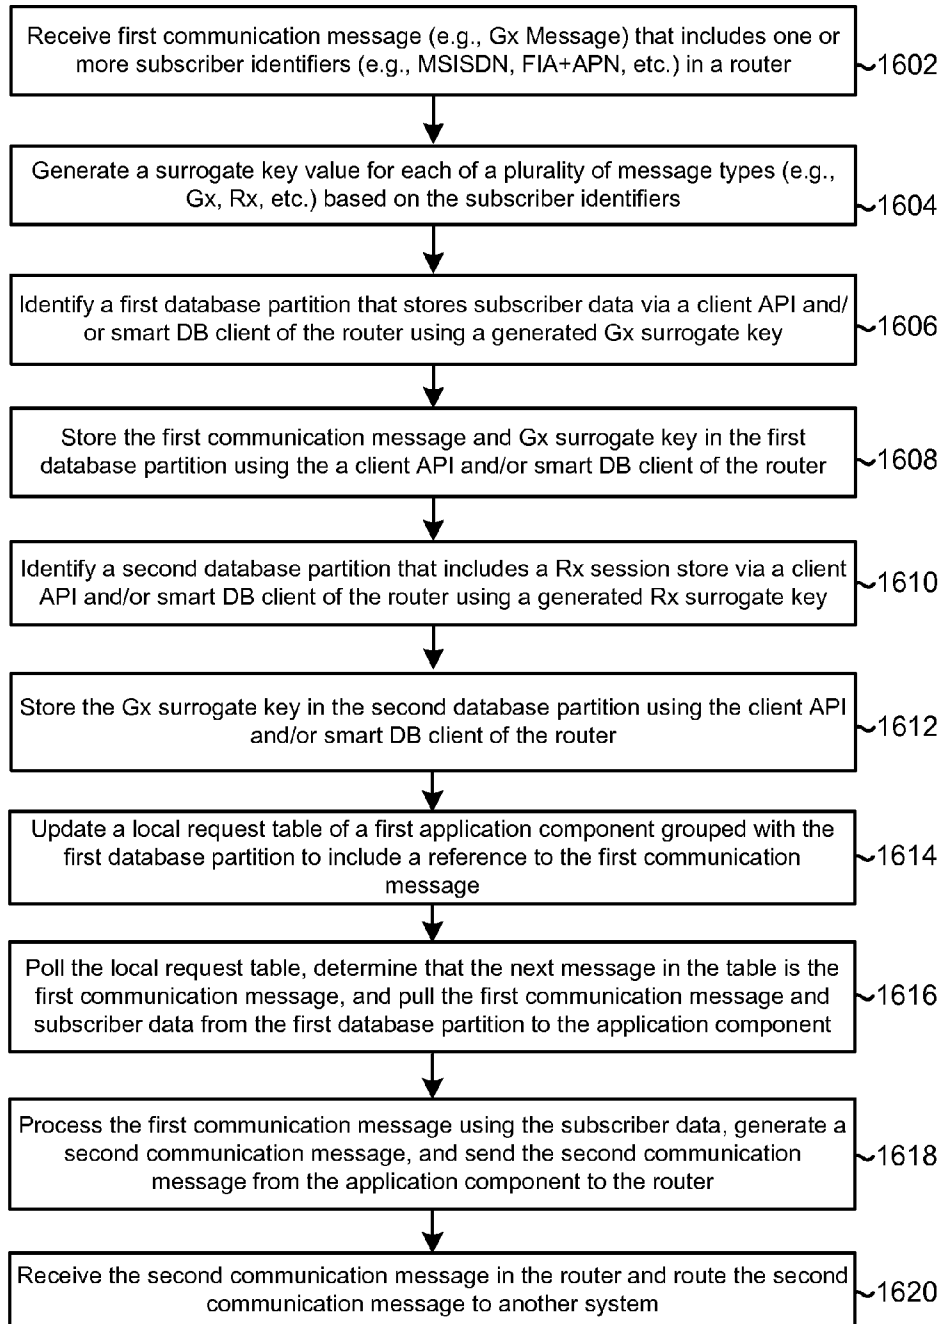 Receive first communication message (e.g., Gx Message) that includes one or
more subscriber identifiers (e.g., MSISDN, FIA+APN, etc.) in a router
1602
Generate a surrogate key value for each of a plurality of message types (e.g.,
Gx, Rx, etc.) based on the subscriber identifiers
1604
Identify a first database partition that stores subscriber data via a client API and/
or smart DB client of the router using a generated Gx surrogate key
1606
Store the first communication message and Gx surrogate key in the first
database partition using the a client API and/or smart DB client of the router
1608
Identify a second database partition that includes a Rx session store via a client
API and/or smart DB client of the router using a generated Rx surrogate key
1610
Store the Gx surrogate key in the second database partition using the client API
and/or smart DB client of the router
1612
Update a local request table of a first application component grouped with the
first database partition to include a reference to the first communication
message
1614
Poll the local request table, determine that the next message in the table is the
first communication message, and pull the first communication message and
subscriber data from the first database partition to the application component
1616
Process the first communication message using the subscriber data, generate a
second communication message, and send the second communication
message from the application component to the router
1618
Receive the second communication message in the router and route the second
communication message to another system
1620